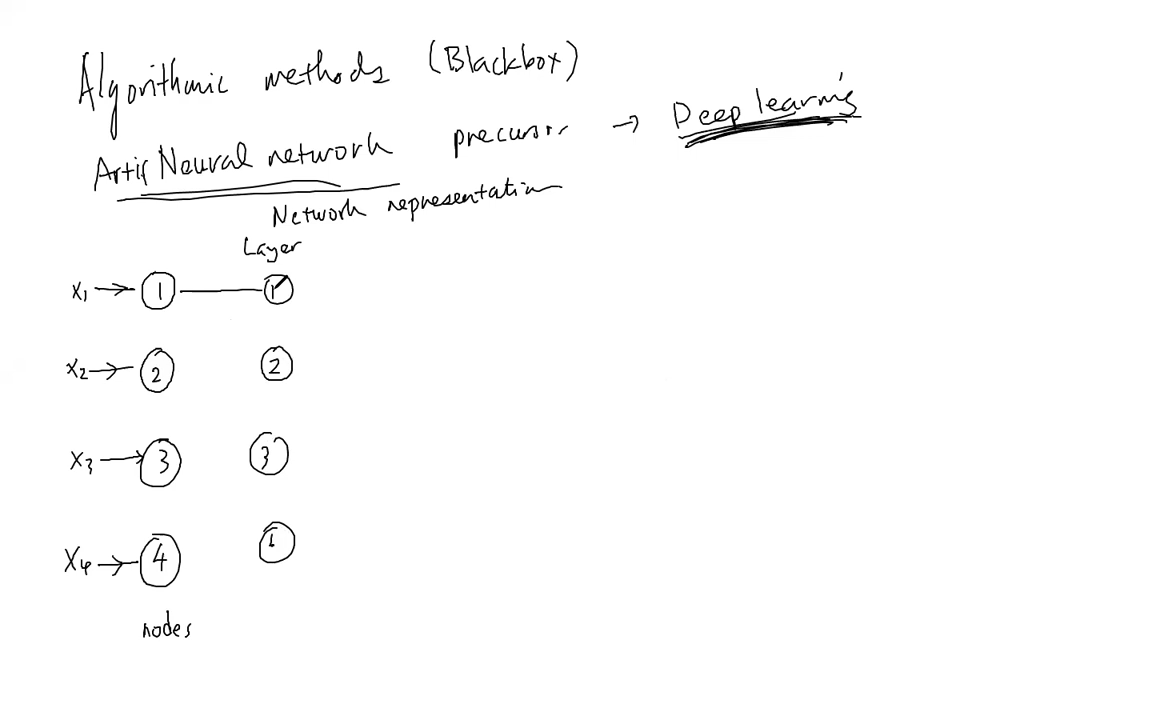 Algorithmic methods (Blackbox)
Artif Neural network precursor → Deep learning
Network representation
Layer
X1 → 1 1
X2 → 2 2
X3 → 3 3
X4 → 4
nodes